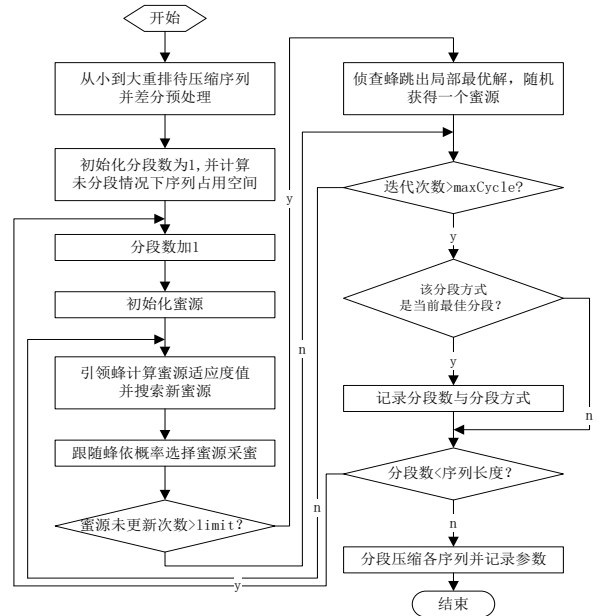 开始
从小到大重排待压缩序列
并差分预处理
初始化分段数为1,并计算
未分段情况下序列占用空间
分段数加1
初始化蜜源
引领蜂计算蜜源适应度值
并搜索新蜜源
跟随蜂依概率选择蜜源采蜜
蜜源未更新次数>limit?
y
n
侦查蜂跳出局部最优解，随机
获得一个蜜源
迭代次数>maxCycle?
y
n
该分段方式
是当前最佳分段?
y
n
记录分段数与分段方式
分段数<序列长度?
n
y
分段压缩各序列并记录参数
结束